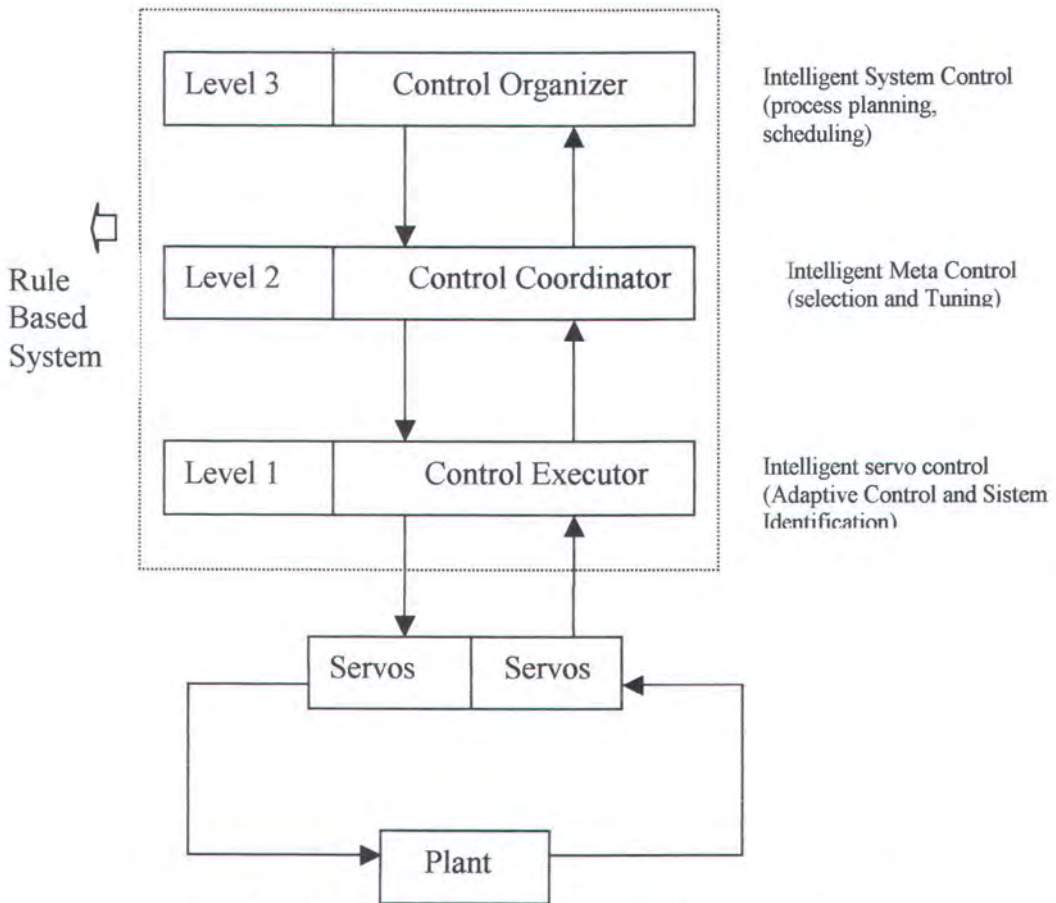 Level 3
Control Organizer
Intelligent System Control
(process planning,
scheduling)
Rule
Based
System
Level 2
Control Coordinator
Intelligent Meta Control
(selection and Tuning)
Level 1
Control Executor
Intelligent servo control
(Adaptive Control and Sistem
Identification)
Servos
Servos
Plant